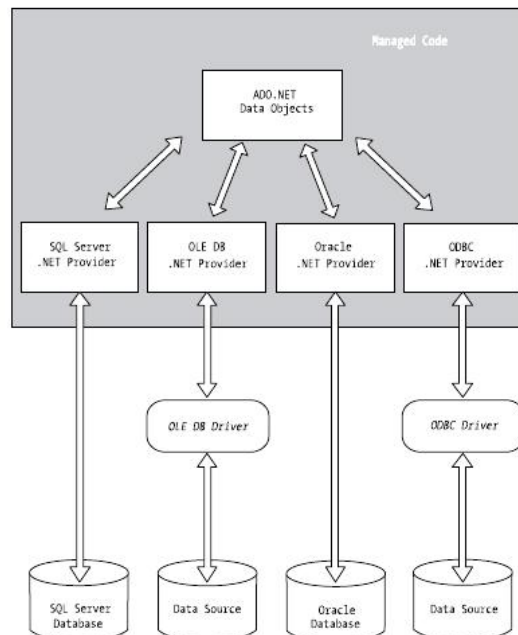 Managed Code
ADO.NET
Data Objects
SQL Server
.NET Provider
OLE DB
.NET Provider
Oracle
.NET Provider
ODBC
.NET Provider
OLE DB Driver
ODBC Driver
SQL Server
Database
Data Source
Oracle
Database
Data Source